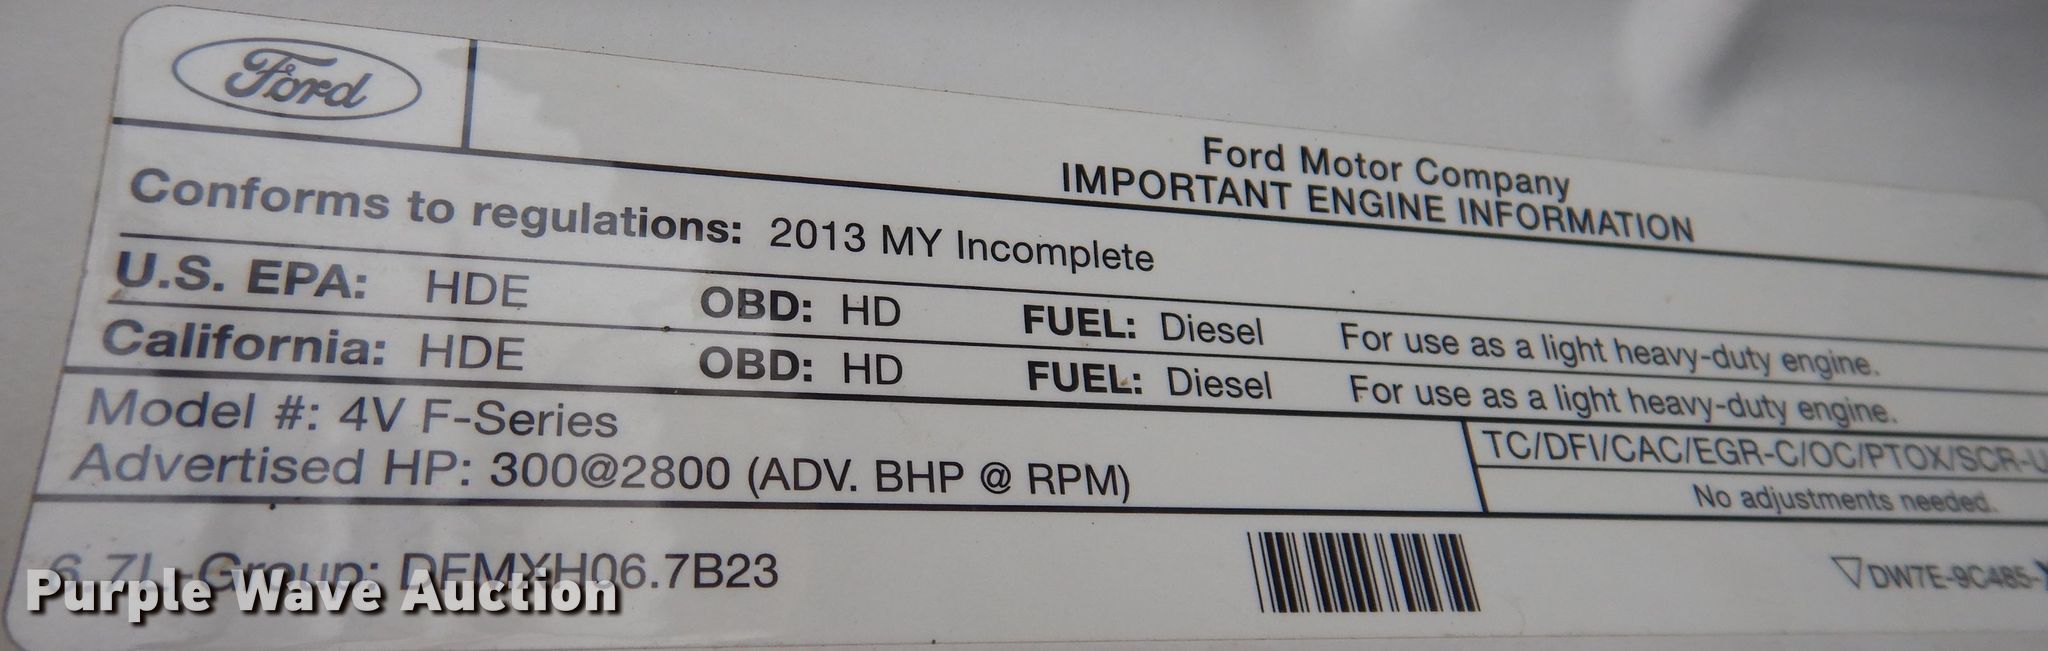 Ford
Ford Motor Company
IMPORTANT ENGINE INFORMATION
Conforms to regulations: 2013 MY Incomplete
U.S. EPA: HDE OBD: HD FUEL: Diesel For use as a light heavy-duty engine.
California: HDE OBD: HD FUEL: Diesel For use as a light heavy-duty engine.
Model #: 4V F-Series
Advertised HP: 300@2800 (ADV. BHP @ RPM)
TC/DFI/CAC/EGR-C/OC/PTOX/SCR-U
No adjustments needed.
6.7L-Group: DFMXH06.7B23
DW7E-9C485-
Purple Wave Auction